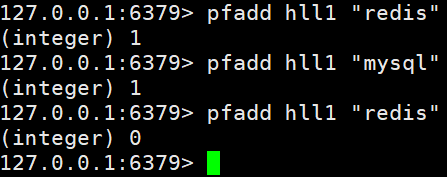 127.0.0.1:6379> pfadd hll1 "redis"
(integer) 1
127.0.0.1:6379> pfadd hll1 "mysql"
(integer) 1
127.0.0.1:6379> pfadd hll1 "redis"
(integer) 0
127.0.0.1:6379>